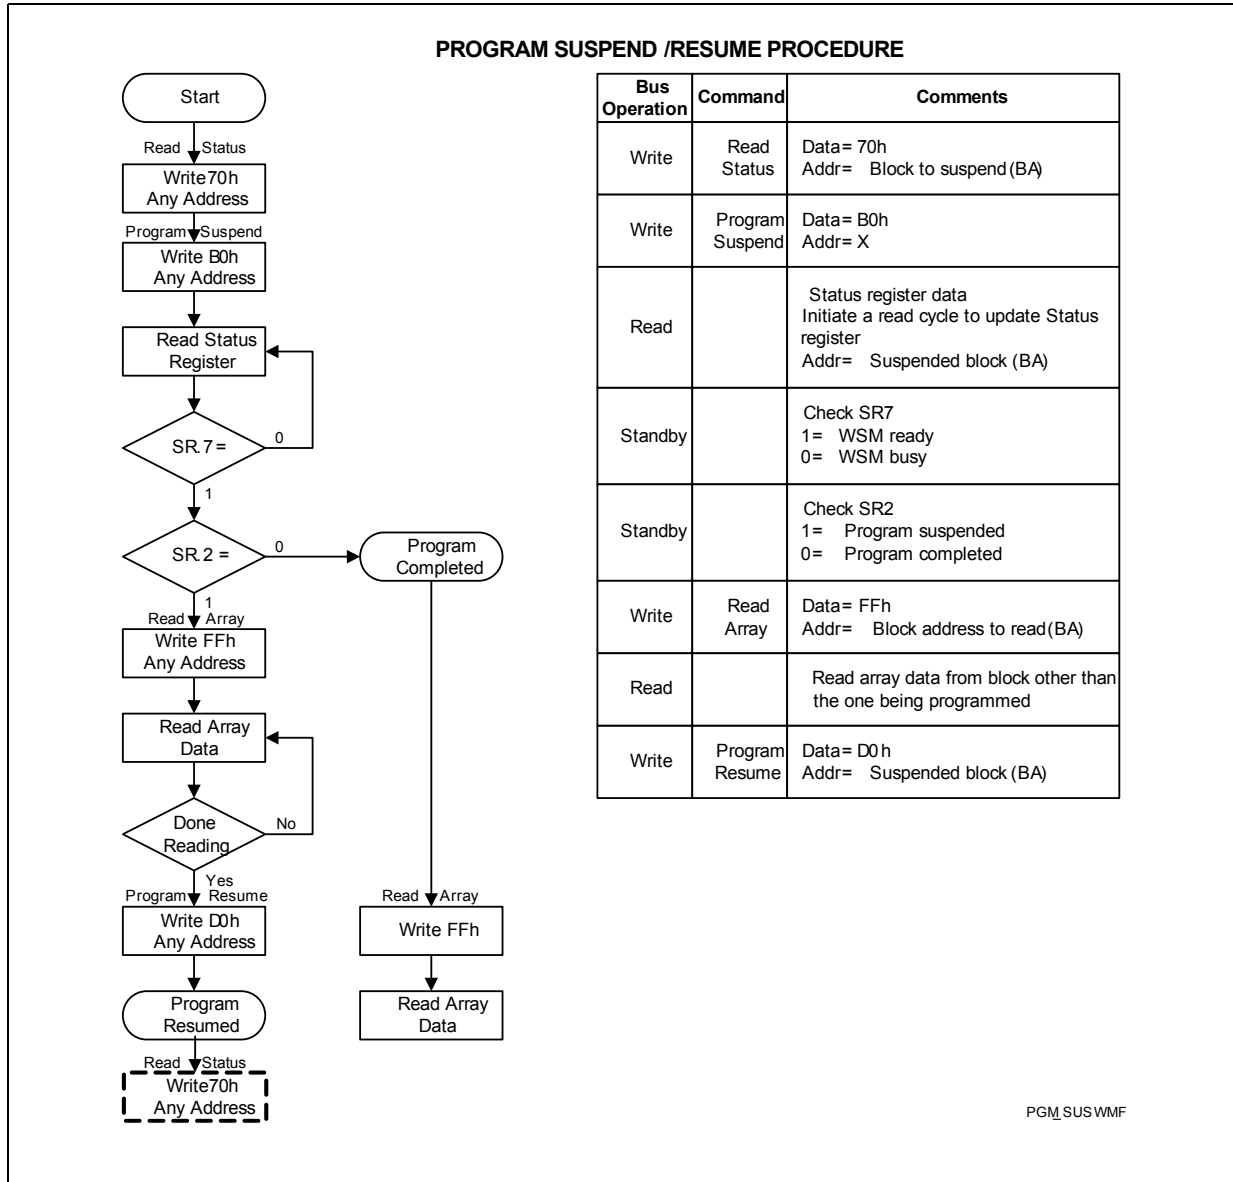 PROGRAM SUSPEND /RESUME PROCEDURE
Start
Read Status
Write70h
Any Address
Program Suspend
Write B0h
Any Address
Read Status
Register
SR.7 =
0
1
SR.2 =
0
Program
Completed
1
Read Array
Write FFh
Any Address
Read Array
Data
Done
Reading
No
Yes
Program Resume
Write D0h
Any Address
Program
Resumed
Read Status
Write70h
Any Address
Read Array
Write FFh
Read Array
Data
Bus
Operation
Command
Comments
Write
Read
Status
Data= 70h
Addr= Block to suspend (BA)
Write
Program
Suspend
Data= B0h
Addr= X
Read
Status register data
Initiate a read cycle to update Status
register
Addr= Suspended block (BA)
Standby
Check SR7
1= WSM ready
0= WSM busy
Standby
Check SR2
1= Program suspended
0= Program completed
Write
Read
Array
Data= FFh
Addr= Block address to read (BA)
Read
Read array data from block other than
the one being programmed
Write
Program
Resume
Data= D0h
Addr= Suspended block (BA)
PGM_SUSWMF